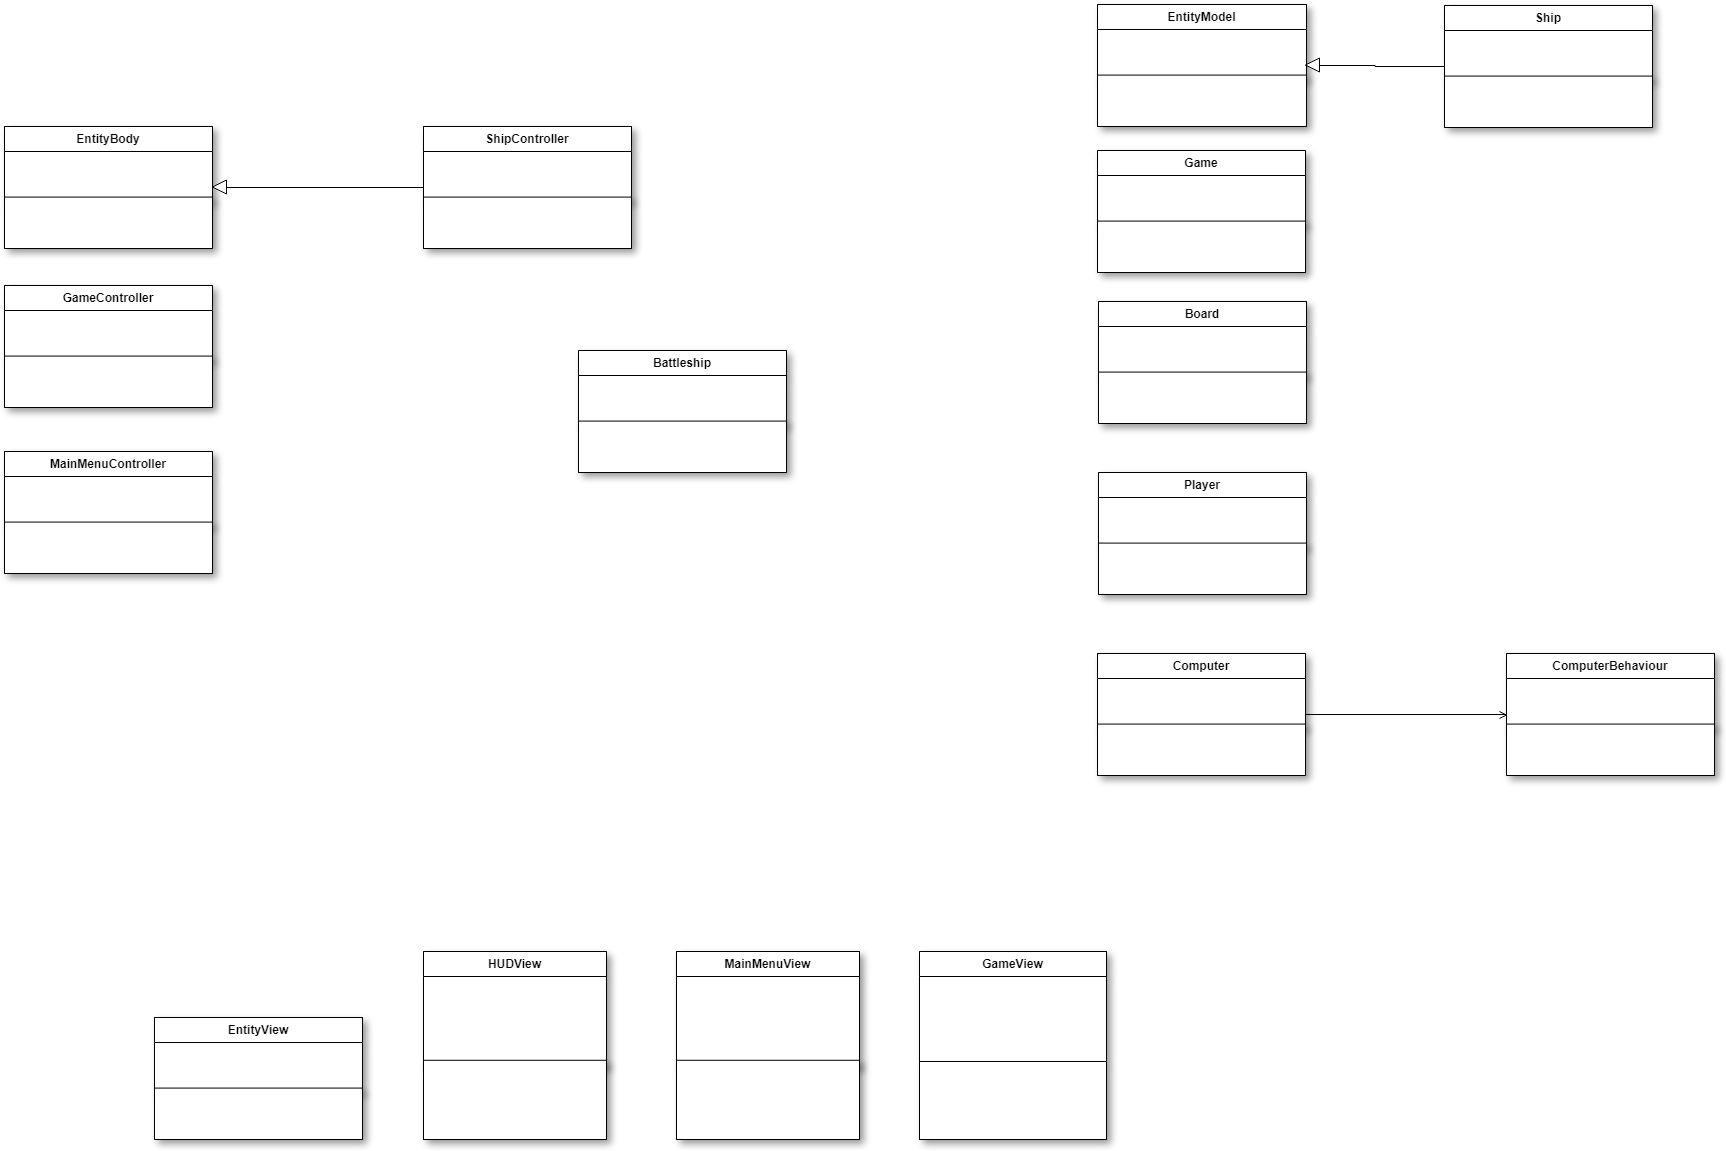 EntityModel
Ship
EntityBody
ShipController
Game
GameController
Board
Battleship
MainMenuController
Player
Computer
ComputerBehaviour
HUDView
MainMenuView
GameView
EntityView